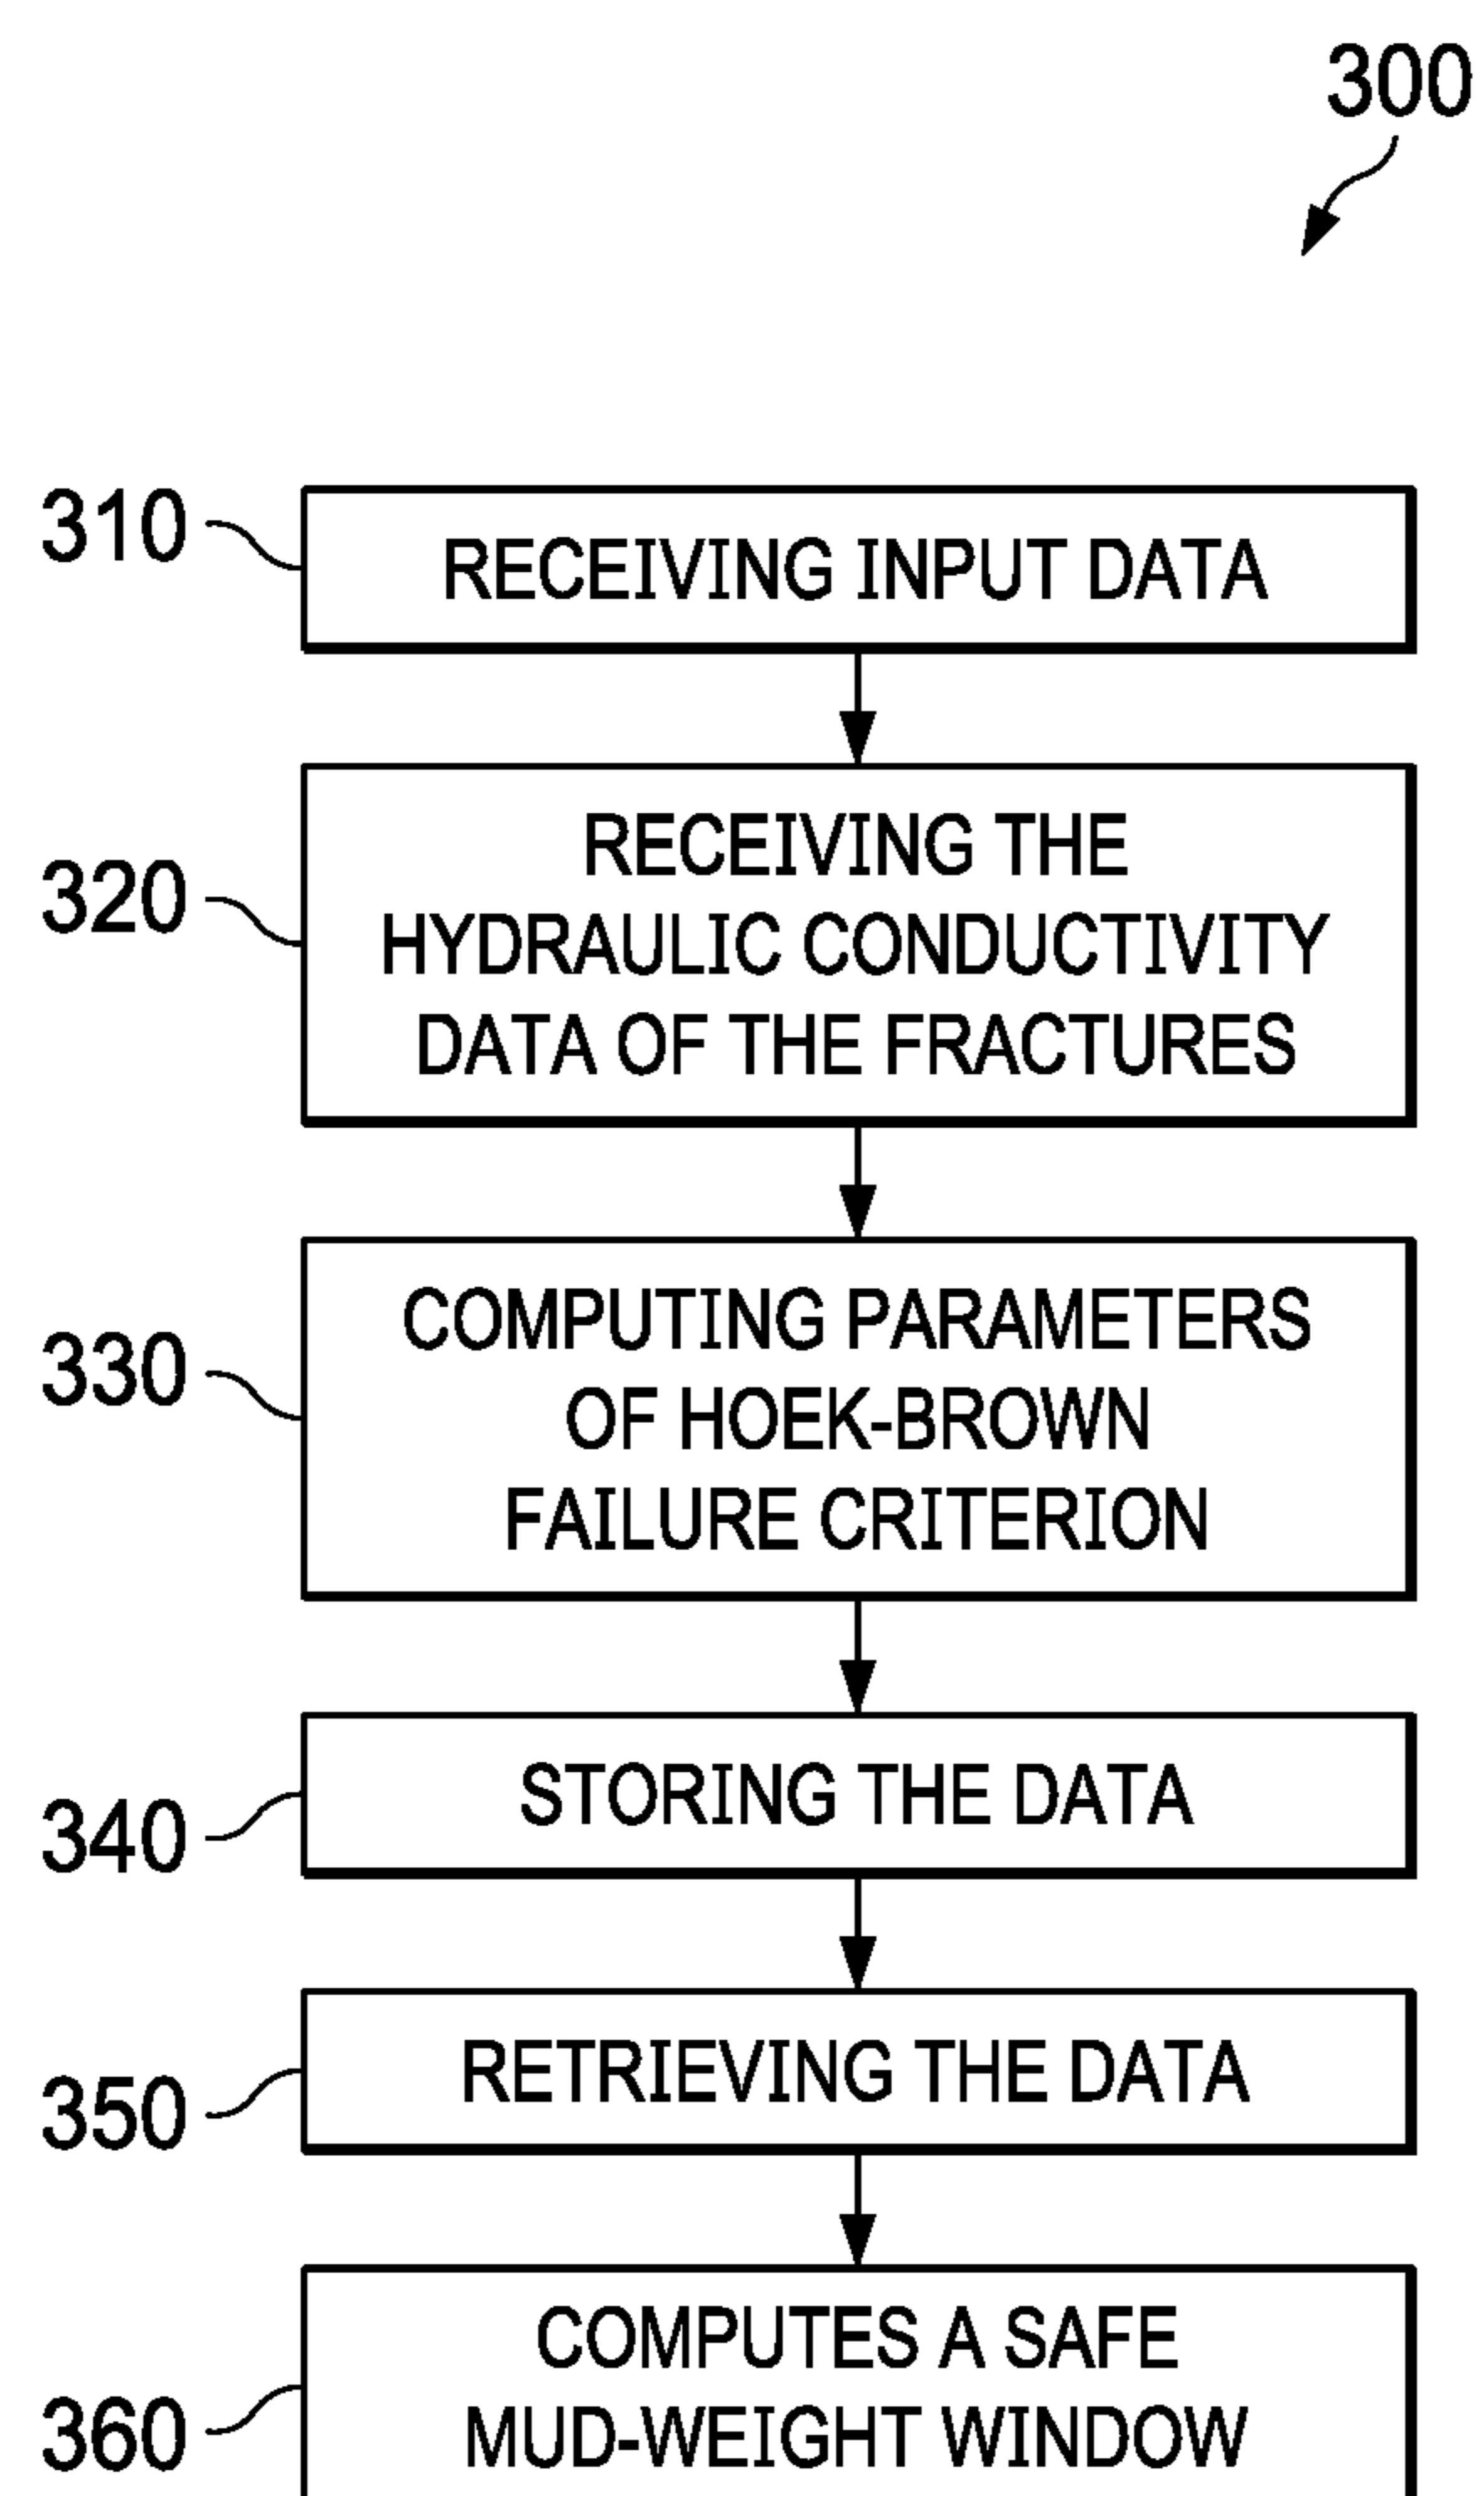 300
310
RECEIVING INPUT DATA
320
RECEIVING THE
HYDRAULIC CONDUCTIVITY
DATA OF THE FRACTURES
330
COMPUTING PARAMETERS
OF HOEK-BROWN
FAILURE CRITERION
340
STORING THE DATA
350
RETRIEVING THE DATA
360
COMPUTES A SAFE
MUD-WEIGHT WINDOW